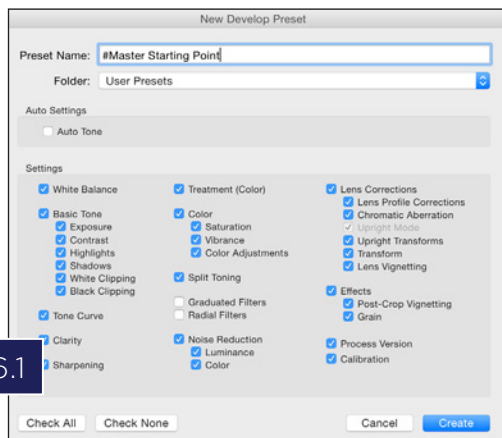 New Develop Preset
Preset Name: #Master Starting Point
Folder: User Presets
Auto Settings
Auto Tone
Settings
White Balance
Basic Tone
Exposure
Contrast
Highlights
Shadows
White Clipping
Black Clipping
Tone Curve
Clarity
Sharpening
Treatment (Color)
Color
Saturation
Vibrance
Color Adjustments
Split Toning
Graduated Filters
Radial Filters
Noise Reduction
Luminance
Color
Lens Corrections
Lens Profile Corrections
Chromatic Aberration
Upright Mode
Upright Transforms
Transform
Lens Vignetting
Effects
Post-Crop Vignetting
Grain
Process Version
Calibration
Check All
Check None
Cancel
Create